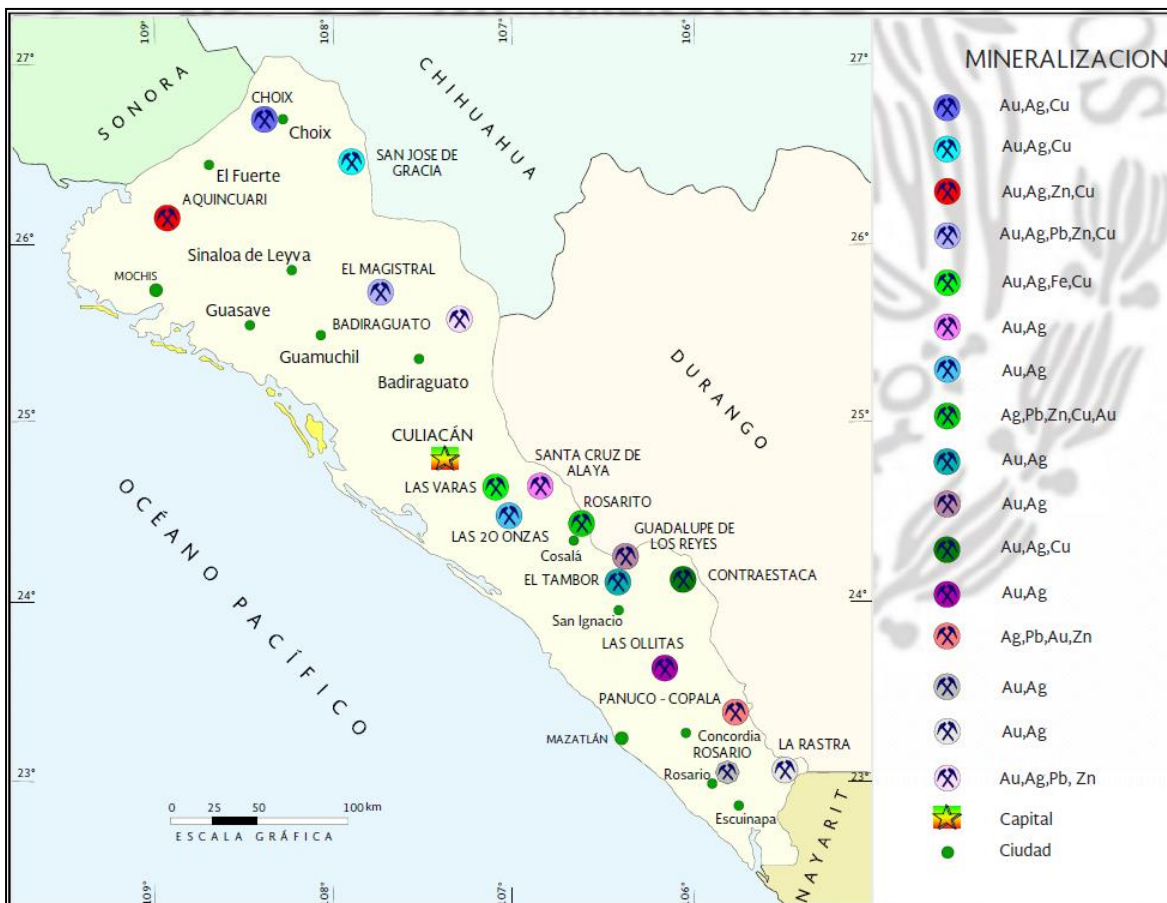 109°
108°
107°
106°
27°
27°
SONORA
CHIHUAHUA
CHOIX
Choix
SAN JOSE DE
GRACIA
El Fuerte
AQUINCUARI
26°
26°
Sinaloa de Leyva
EL MAGISTRAL
MOCHIS
Guasave
BADIRAGUATO
Guamuchil
Badiraguato
DURANGO
25°
25°
CULIACÁN
SANTA CRUZ DE
ALAYA
LAS VARAS
ROSARITO
LAS 20 ONZAS
GUADALUPE DE
LOS REYES
Cosalá
EL TAMBOR
CONTRAESTACA
24°
24°
San Ignacio
OCÉANO PACÍFICO
LAS OLLITAS
PANUCO - COPALA
MAZATLÁN
Concordia
ROSARIO
LA RASTRA
Rosario
23°
23°
Escuinapa
NAYARIT
0 25 50 100 km
ESCALA GRÁFICA
109°
108°
107°
106°
MINERALIZACION
Au,Ag,Cu
Au,Ag,Cu
Au,Ag,Zn,Cu
Au,Ag,Pb,Zn,Cu
Au,Ag,Fe,Cu
Au,Ag
Au,Ag
Ag,Pb,Zn,Cu,Au
Au,Ag
Au,Ag
Au,Ag,Cu
Au,Ag
Ag,Pb,Au,Zn
Au,Ag
Au,Ag
Au,Ag,Pb, Zn
Capital
Ciudad